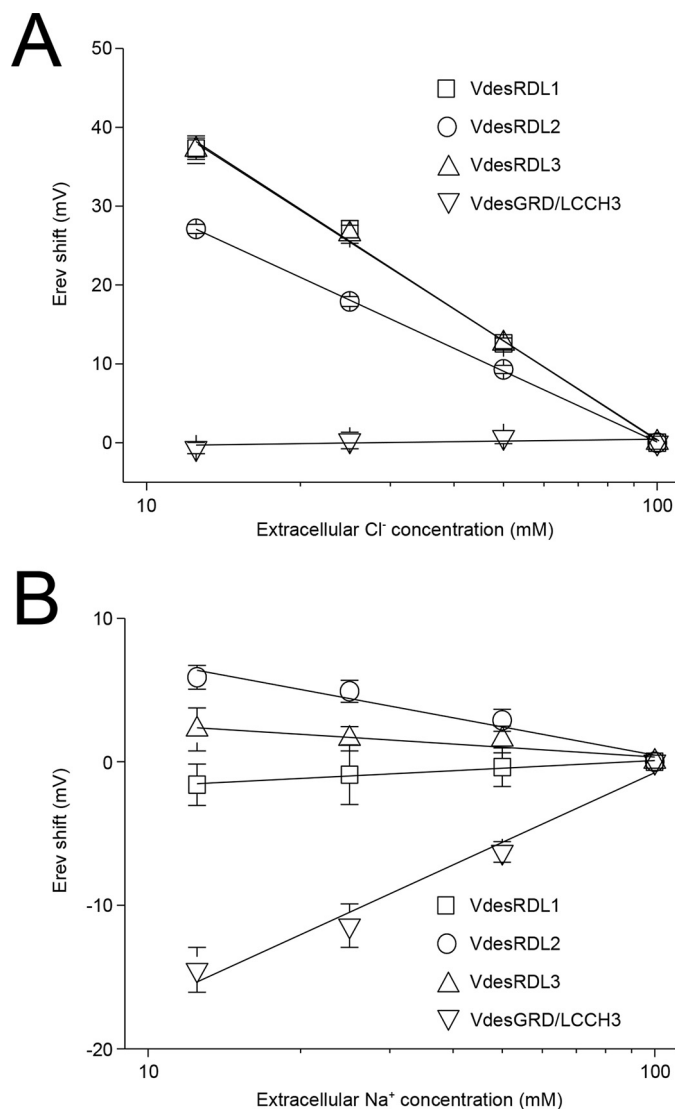 A
50
40
30
20
10
0
Erev shift (mV)
VdesRDL1
VdesRDL2
VdesRDL3
VdesGRD/LCCH3
10
100
Extracellular Cl⁻ concentration (mM)
B
10
0
-10
-20
Erev shift (mV)
VdesRDL1
VdesRDL2
VdesRDL3
VdesGRD/LCCH3
10
100
Extracellular Na⁺ concentration (mM)